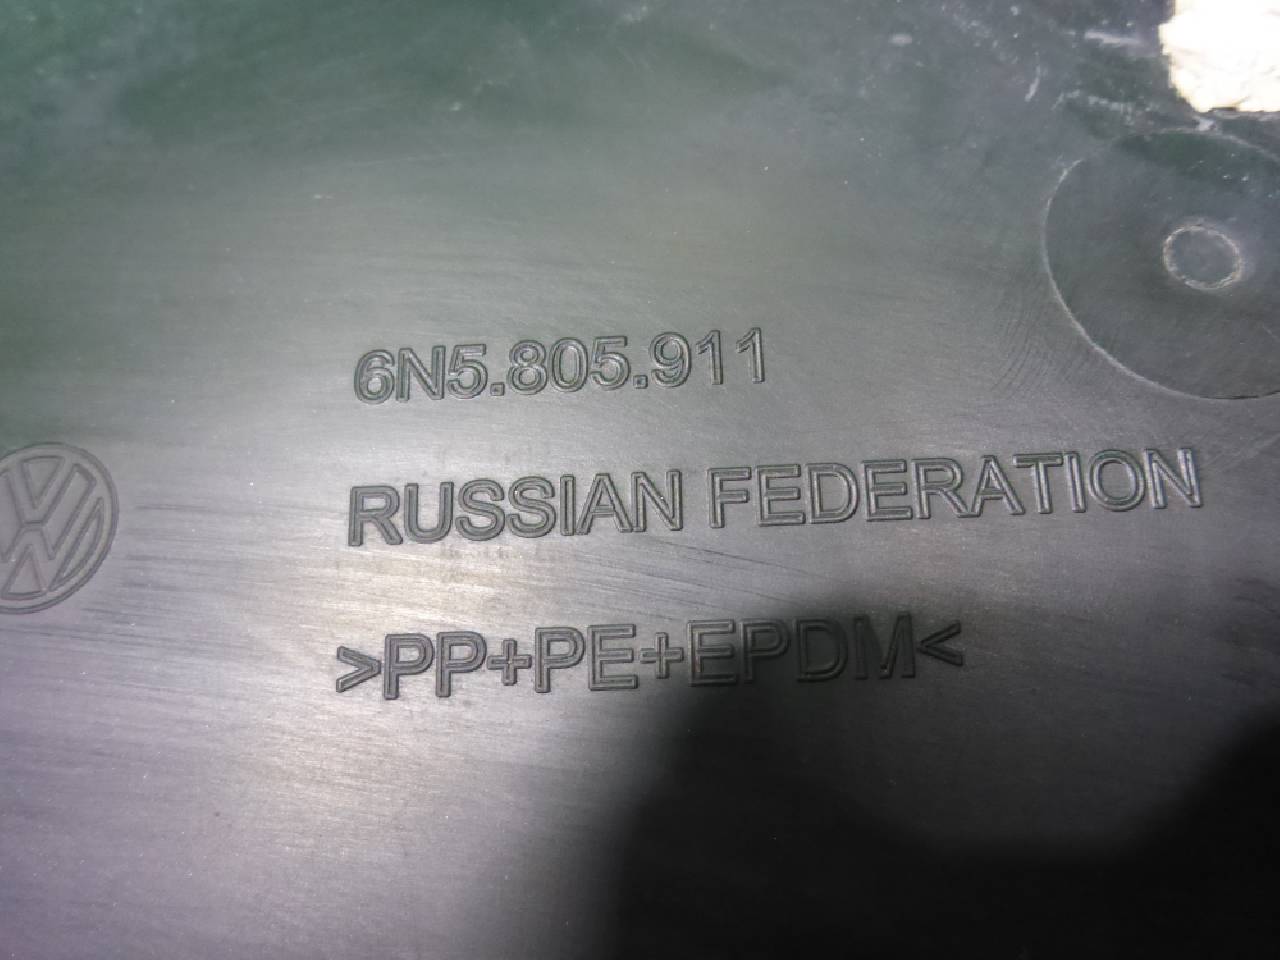 6N5.805.911
RUSSIAN FEDERATION
>PP+PE+EPDM<